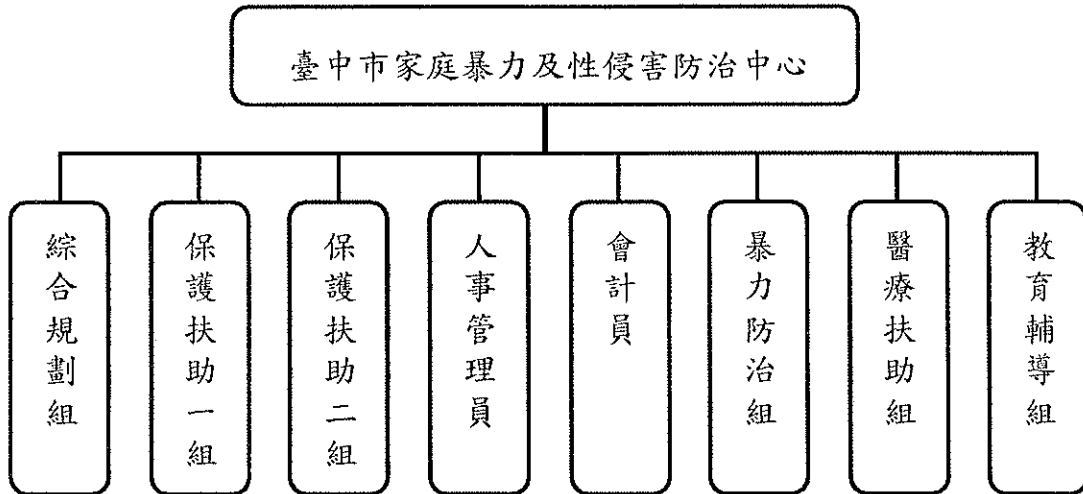 臺中市家庭暴力及性侵害防治中心
綜合規劃組
保護扶助一組
保護扶助二組
人事管理員
會計員
暴力防治組
醫療扶助組
教育輔導組